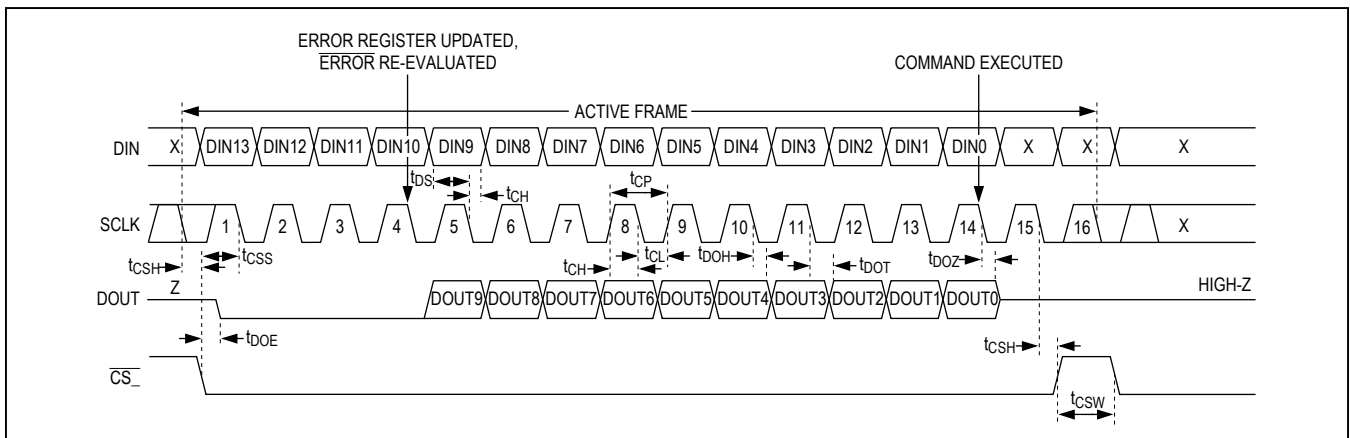 ERROR REGISTER UPDATED,
ERROR RE-EVALUATED
COMMAND EXECUTED
ACTIVE FRAME
DIN X DIN13 DIN12 DIN11 DIN10 DIN9 DIN8 DIN7 DIN6 DIN5 DIN4 DIN3 DIN2 DIN1 DIN0 X X X
tDS tCH tCP
SCLK 1 2 3 4 5 6 7 8 9 10 11 12 13 14 15 16 X
tCSH tCSS tCH tCL tDOH tDOT tDOZ
DOUT Z DOUT9 DOUT8 DOUT7 DOUT6 DOUT5 DOUT4 DOUT3 DOUT2 DOUT1 DOUT0 HIGH-Z
tDOE tCSH
CS_
tCSW